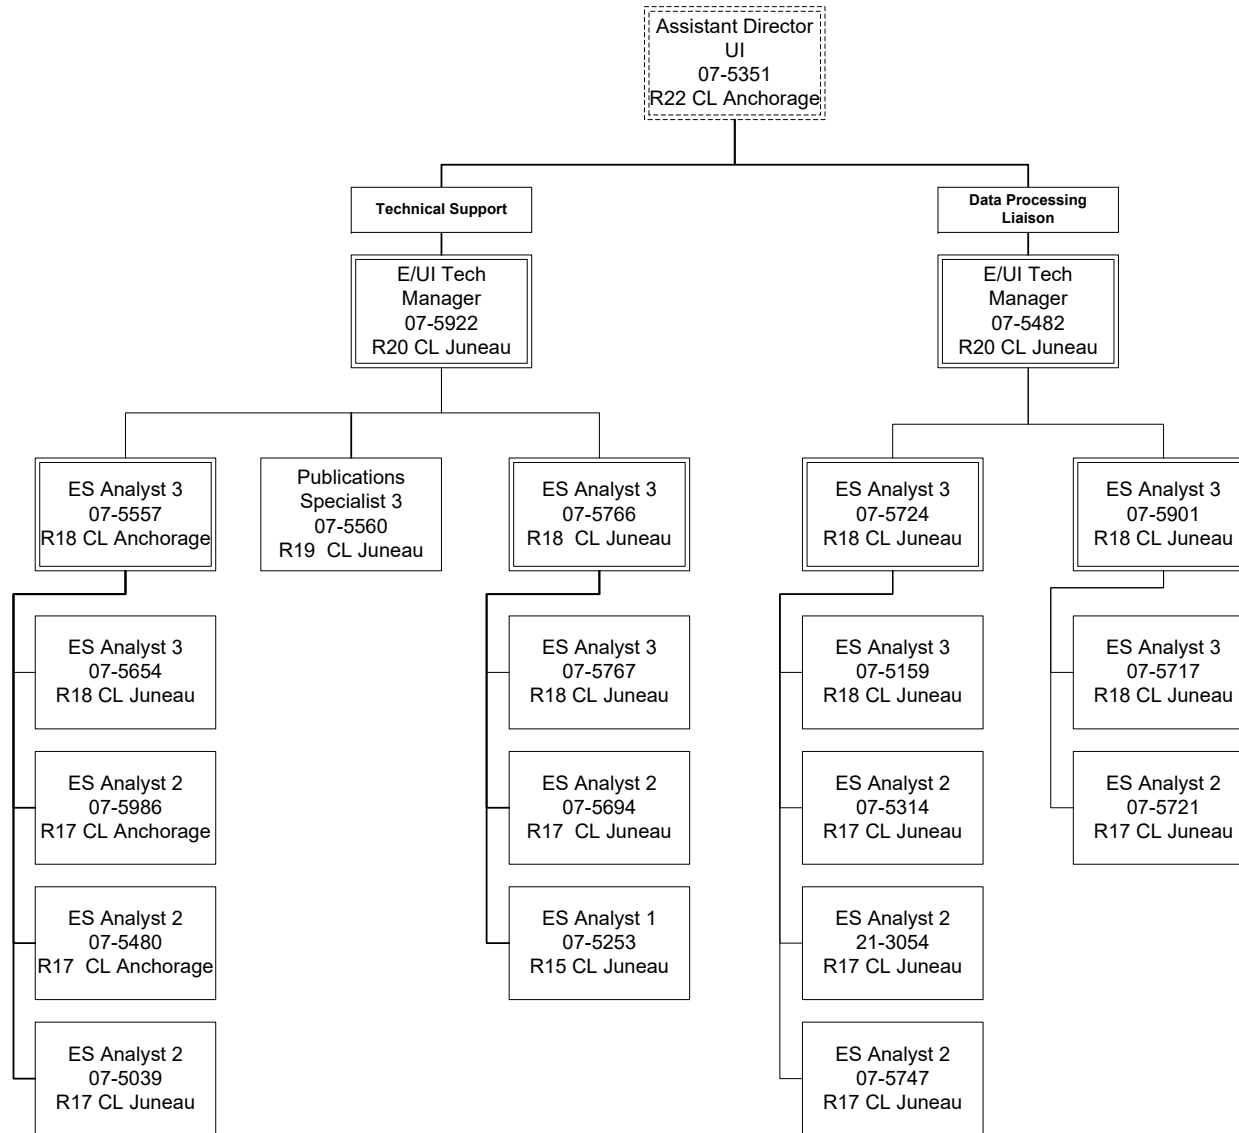 Assistant Director
UI
07-5351
R22 CL Anchorage
Technical Support
Data Processing
Liaison
E/UI Tech
Manager
07-5922
R20 CL Juneau
E/UI Tech
Manager
07-5482
R20 CL Juneau
ES Analyst 3
07-5557
R18 CL Anchorage
Publications
Specialist 3
07-5560
R19  CL Juneau
ES Analyst 3
07-5766
R18  CL Juneau
ES Analyst 3
07-5724
R18 CL Juneau
ES Analyst 3
07-5901
R18 CL Juneau
ES Analyst 3
07-5654
R18 CL Juneau
ES Analyst 3
07-5767
R18 CL Juneau
ES Analyst 3
07-5159
R18 CL Juneau
ES Analyst 3
07-5717
R18 CL Juneau
ES Analyst 2
07-5986
R17 CL Anchorage
ES Analyst 2
07-5694
R17  CL Juneau
ES Analyst 2
07-5314
R17 CL Juneau
ES Analyst 2
07-5721
R17 CL Juneau
ES Analyst 2
07-5480
R17  CL Anchorage
ES Analyst 1
07-5253
R15 CL Juneau
ES Analyst 2
21-3054
R17 CL Juneau
ES Analyst 2
07-5039
R17 CL Juneau
ES Analyst 2
07-5747
R17 CL Juneau